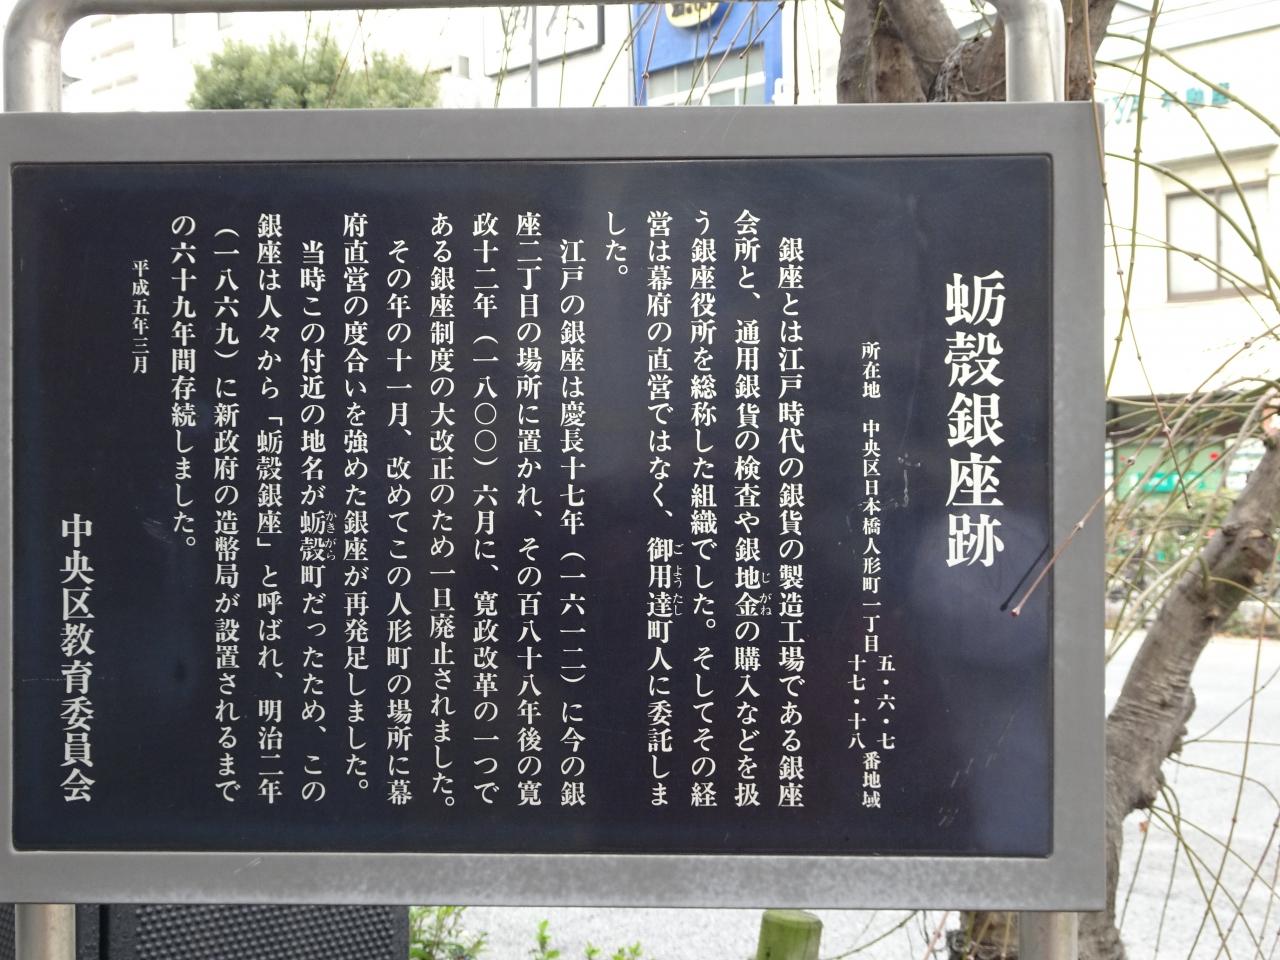 蛎殻銀座跡
所在地　中央区日本橋人形町一丁目 五・六・七 十七・十八 番地域
銀座とは江戸時代の銀貨の製造工場である銀座
会所と、通用銀貨の検査や銀地金の購入などを扱
う銀座役所を総称した組織でした。そしてその経
営は幕府の直営ではなく、御用達町人に委託しま
した。
江戸の銀座は慶長十七年（一六一二）に今の銀
座二丁目の場所に置かれ、その百八十八年後の寛
政十二年（一八〇〇）六月に、寛政改革の一つで
ある銀座制度の大改正のため一旦廃止されました。
その年の十一月、改めてこの人形町の場所に幕
府直営の度合いを強めた銀座が再発足しました。
当時この付近の地名が蛎殻町だったため、この
銀座は人々から「蛎殻銀座」と呼ばれ、明治二年
（一八六九）に新政府の造幣局が設置されるまで
の六十九年間存続しました。
平成五年三月
中央区教育委員会